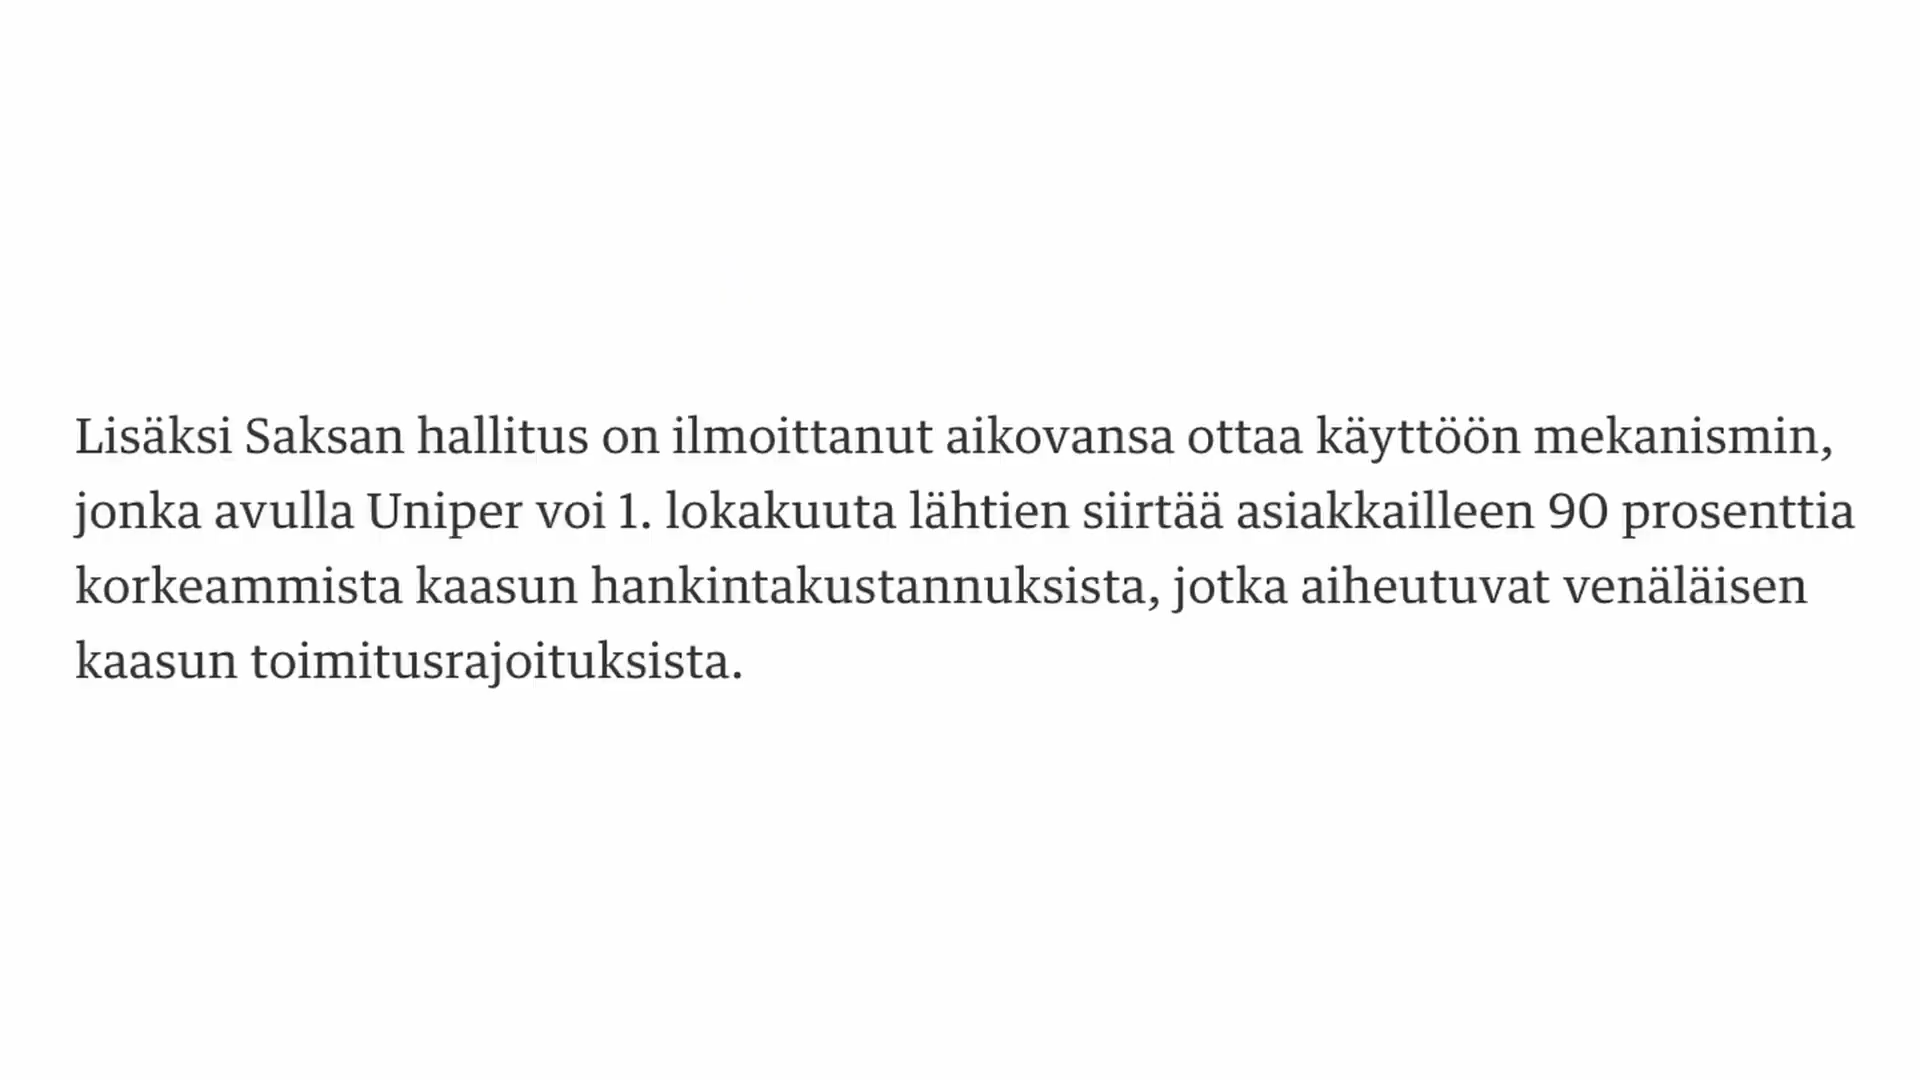 Lisäksi Saksan hallitus on ilmoittanut aikovansa ottaa käyttöön mekanismin,
jonka avulla Uniper voi 1. lokakuuta lähtien siirtää asiakkailleen 90 prosenttia
korkeammista kaasun hankintakustannuksista, jotka aiheutuvat venäläisen
kaasun toimitusrajoituksista.